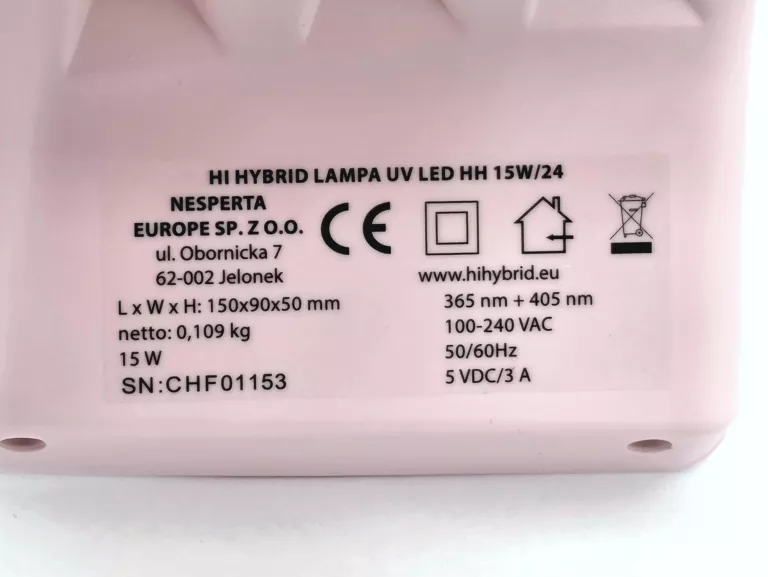 HI HYBRID LAMPA UV LED HH 15W/24
NESPERTA
EUROPE SP. Z O.O.
ul. Obornicka 7
62-002 Jelonek
CE
www.hihybrid.eu
L x W x H: 150x90x50 mm
netto: 0,109 kg
15 W
SN:CHF01153
365 nm + 405 nm
100-240 VAC
50/60Hz
5 VDC/3 A